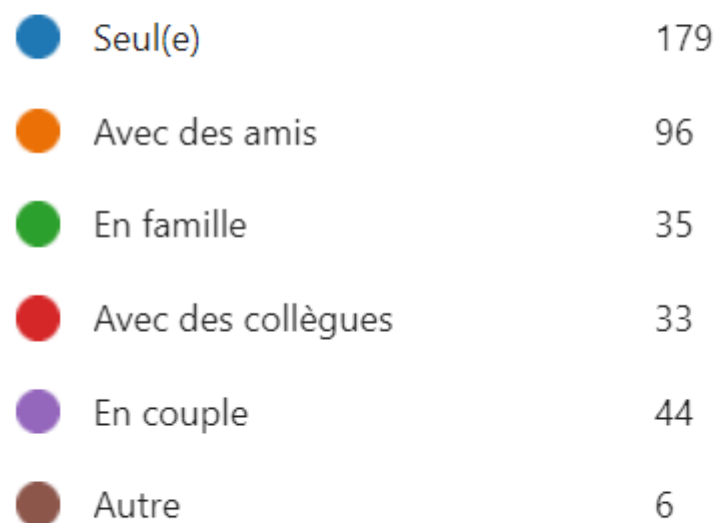 Seul(e) 179
Avec des amis 96
En famille 35
Avec des collègues 33
En couple 44
Autre 6